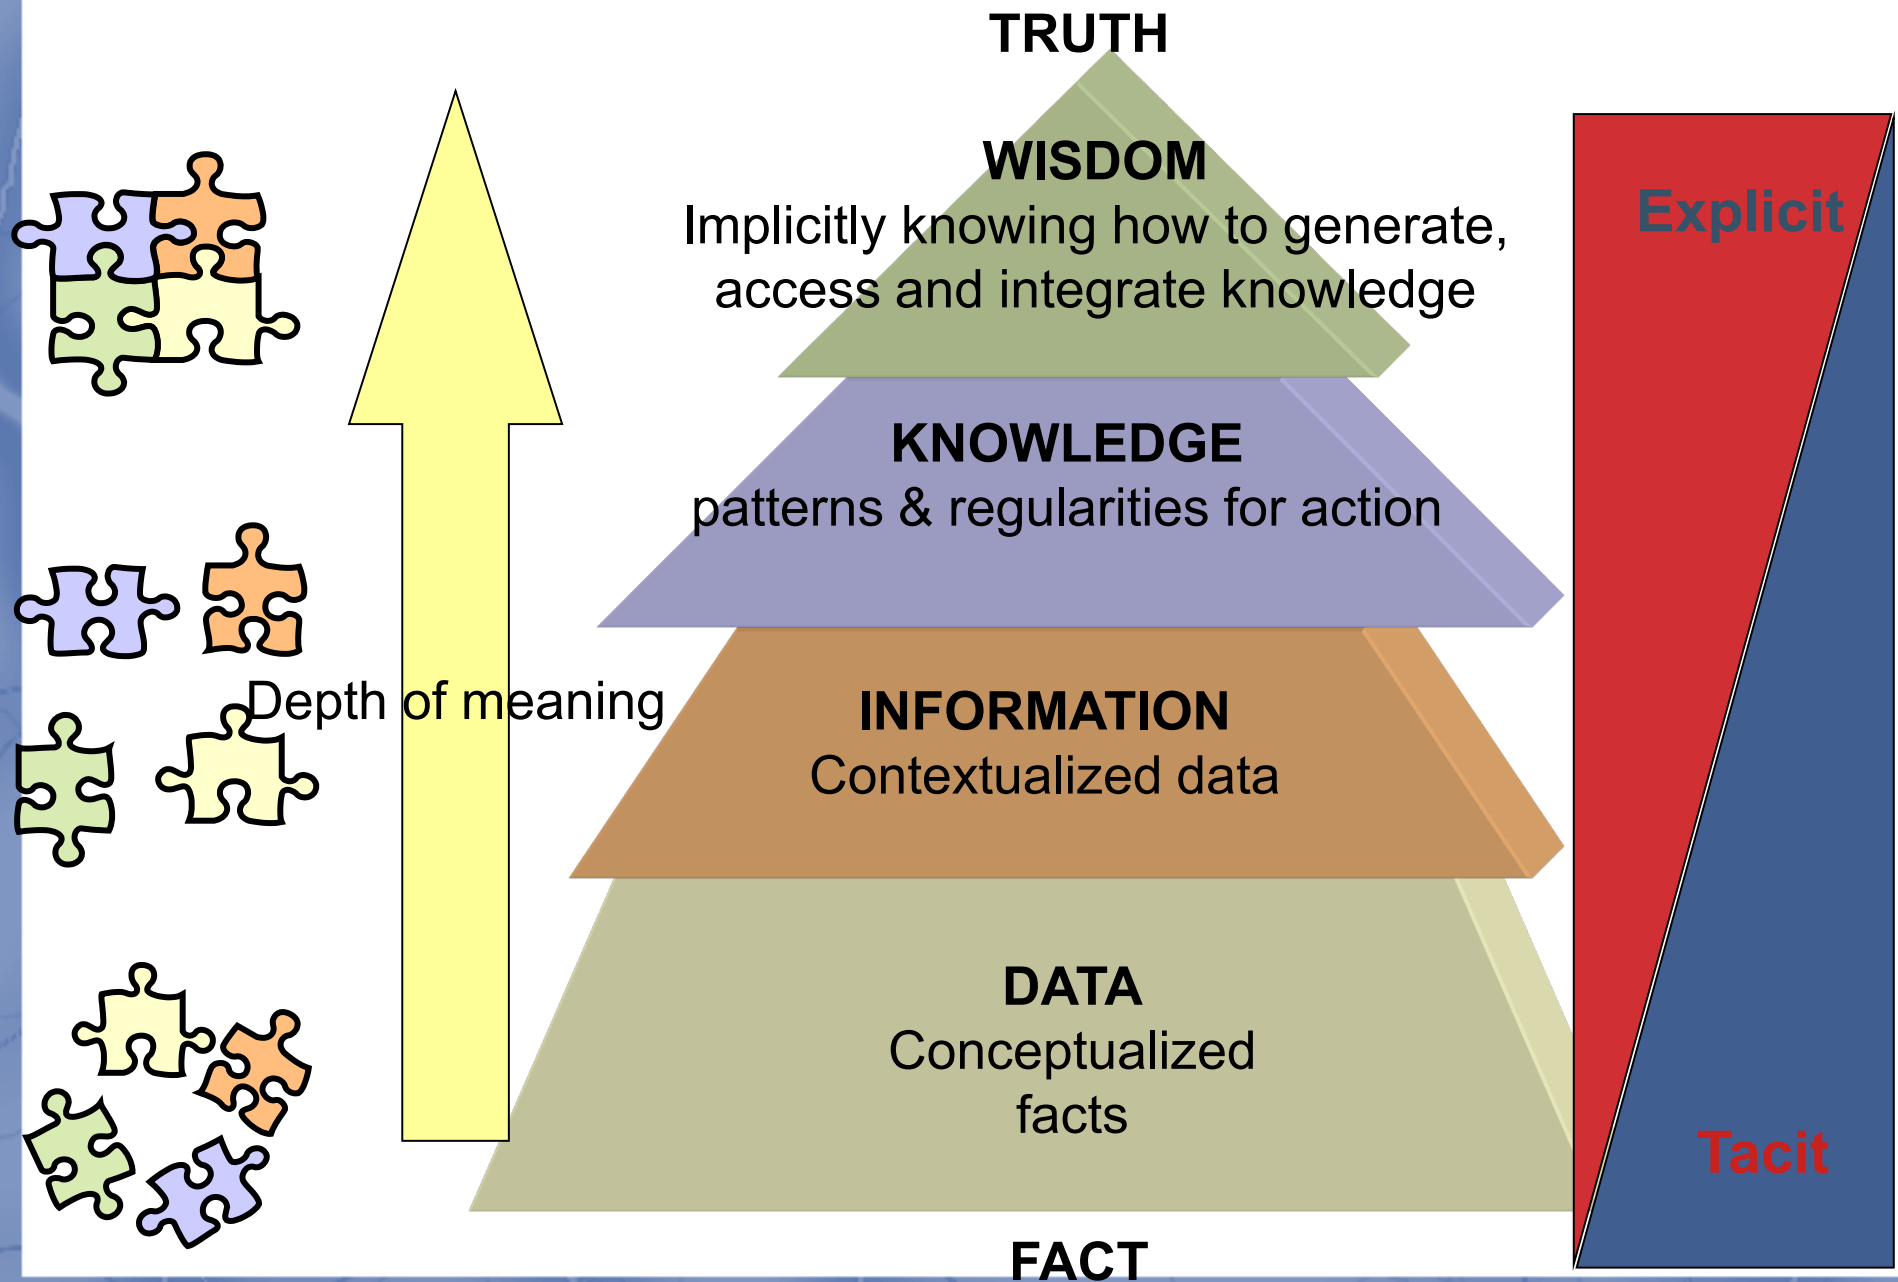 TRUTH
WISDOM
Implicitly knowing how to generate,
access and integrate knowledge
Explicit
KNOWLEDGE
patterns & regularities for action
Depth of meaning
INFORMATION
Contextualized data
DATA
Conceptualized
facts
Tacit
FACT